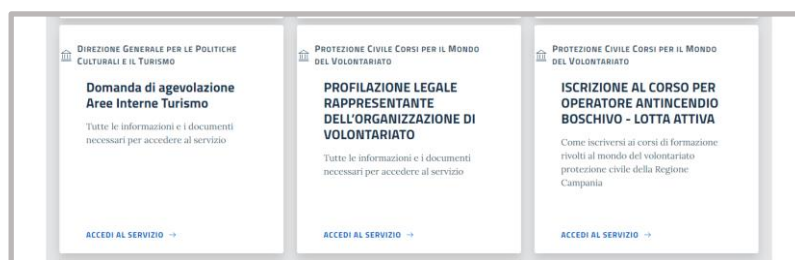 DIREZIONE GENERALE PER LE POLITICHE
CULTURALI E IL TURISMO
Domanda di agevolazione
Aree Interne Turismo
Tutte le informazioni e i documenti
necessari per accedere al servizio
ACCEDI AL SERVIZIO →
PROTEZIONE CIVILE CORSI PER IL MONDO
DEL VOLONTARIATO
PROFILAZIONE LEGALE
RAPPRESENTANTE
DELL'ORGANIZZAZIONE DI
VOLONTARIATO
Tutte le informazioni e i documenti
necessari per accedere al servizio
ACCEDI AL SERVIZIO →
PROTEZIONE CIVILE CORSI PER IL MONDO
DEL VOLONTARIATO
ISCRIZIONE AL CORSO PER
OPERATORE ANTINCENDIO
BOSCHIVO - LOTTA ATTIVA
Come iscriversi ai corsi di formazione
rivolti al mondo del volontariato
protezione civile della Regione
Campania
ACCEDI AL SERVIZIO →